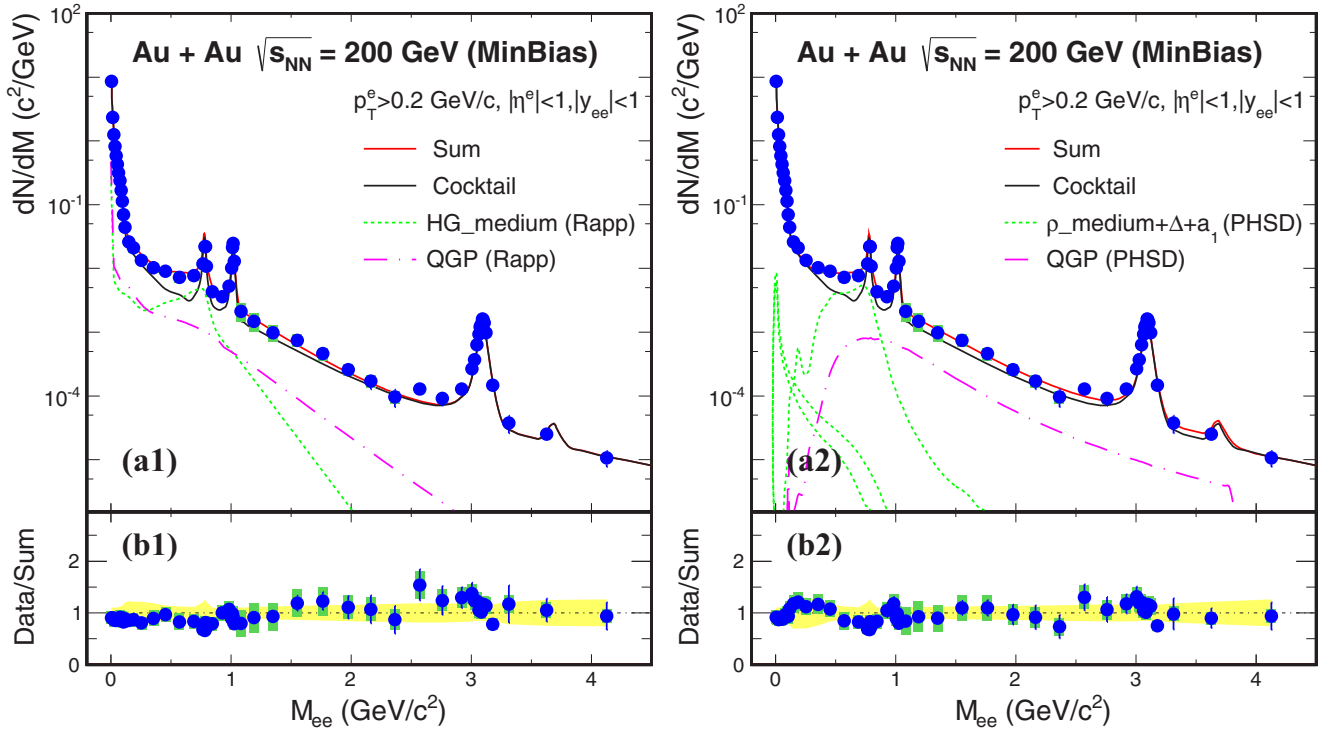 10²
10⁻¹
10⁻⁴
dN/dM (c²/GeV)
Au + Au √s_NN = 200 GeV (MinBias)
p_T^e>0.2 GeV/c, |η^e|<1,|y_ee|<1
Sum
Cocktail
HG_medium (Rapp)
QGP (Rapp)
(a1)
(b1)
2
1
0
Data/Sum
0 1 2 3 4
M_ee (GeV/c²)
10²
10⁻¹
10⁻⁴
dN/dM (c²/GeV)
Au + Au √s_NN = 200 GeV (MinBias)
p_T^e>0.2 GeV/c, |η^e|<1,|y_ee|<1
Sum
Cocktail
ρ_medium+Δ+a₁(PHSD)
QGP (PHSD)
(a2)
(b2)
2
1
0
Data/Sum
0 1 2 3 4
M_ee (GeV/c²)